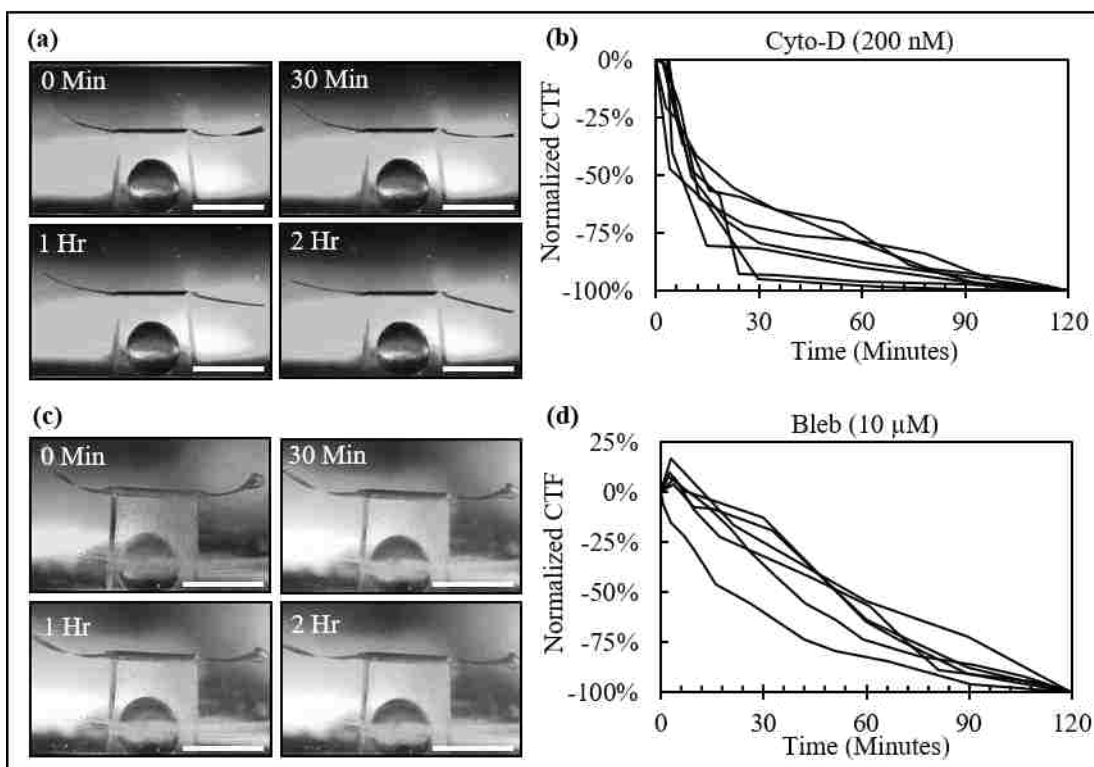 (a)
0 Min
30 Min
1 Hr
2 Hr
(b)
Cyto-D (200 nM)
Normalized CTF
0%
-25%
-50%
-75%
-100%
0 30 60 90 120
Time (Minutes)
(c)
0 Min
30 Min
1 Hr
2 Hr
(d)
Bleb (10 µM)
Normalized CTF
25%
0%
-25%
-50%
-75%
-100%
0 30 60 90 120
Time (Minutes)